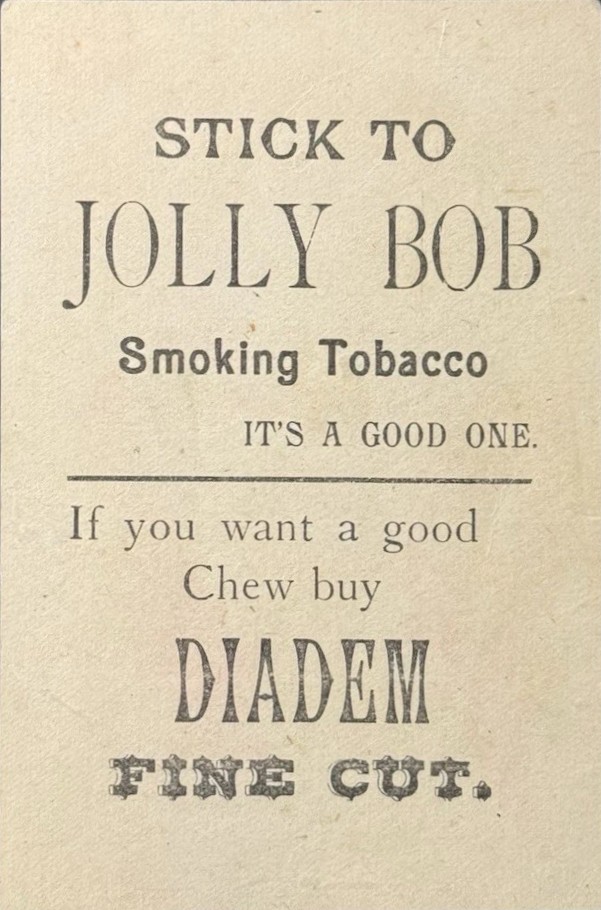 STICK TO
JOLLY BOB
Smoking Tobacco
IT'S A GOOD ONE.
If you want a good
Chew buy
DIADEM
FINE CUT.